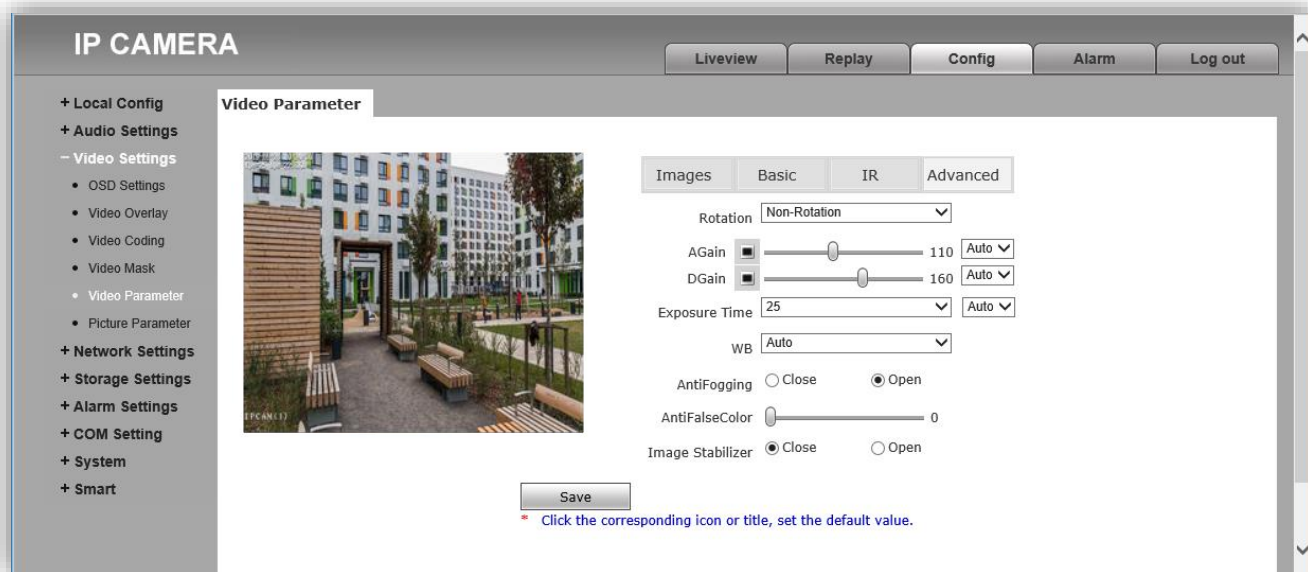 IP CAMERA
Liveview Replay Config Alarm Log out
+ Local Config
+ Audio Settings
− Video Settings
• OSD Settings
• Video Overlay
• Video Coding
• Video Mask
• Video Parameter
• Picture Parameter
+ Network Settings
+ Storage Settings
+ Alarm Settings
+ COM Setting
+ System
+ Smart
Video Parameter
IPCAM(1)
Images Basic IR Advanced
Rotation Non-Rotation
AGain 110 Auto
DGain 160 Auto
Exposure Time 25 Auto
WB Auto
AntiFogging Close Open
AntiFalseColor 0
Image Stabilizer Close Open
Save
* Click the corresponding icon or title, set the default value.